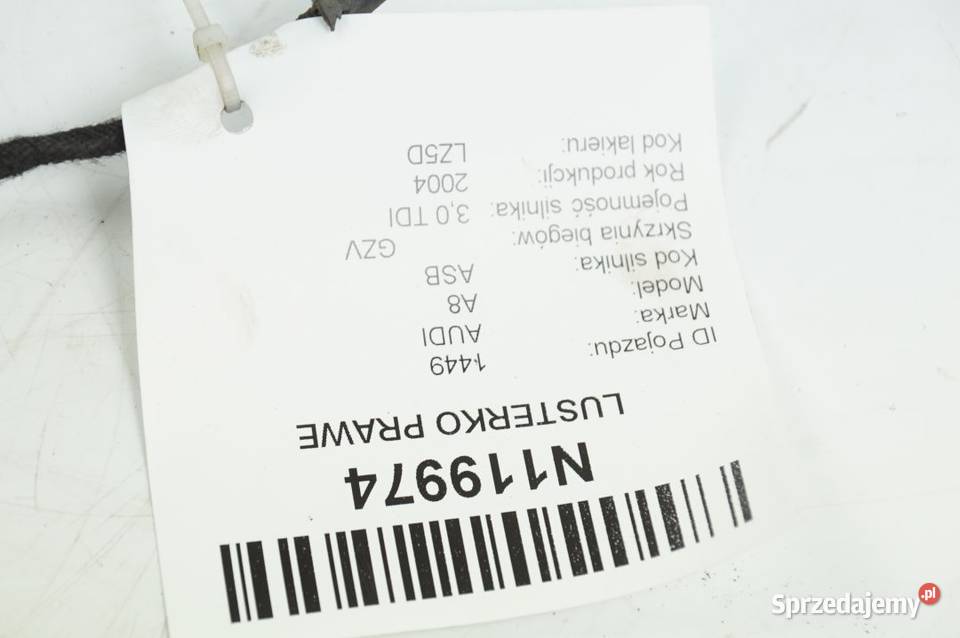 N119974
LUSTERKO PRAWE
ID Pojazdu: 1449
Marka: AUDI
Model: A8
Kod silnika: ASB
Skrzynia biegów: GZV
Pojemność silnika: 3,0 TDI
Rok produkcji: 2004
Kod lakieru: LZ5D
Sprzedajemy.pl